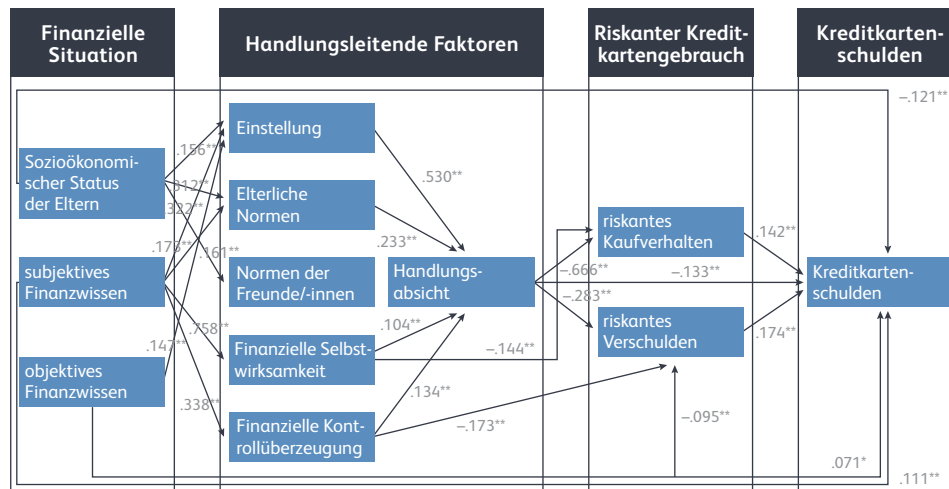 Finanzielle
Situation
Handlungsleitende Faktoren
Riskanter Kredit-
kartengebrauch
Kreditkarten-
schulden
–.121**
Einstellung
.156**
Sozioökonomi-
scher Status
der Eltern
.312**
.322**
.530**
Elterliche
Normen
.233**
riskantes
Kaufverhalten
.142**
.173**
.161**
subjektives
Finanzwissen
Normen der
Freunde/-innen
Handlungs-
absicht
–.666**
–.133**
Kreditkarten-
schulden
–.283**
.758**
.104**
riskantes
Verschulden
.174**
.147**
Finanzielle Selbst-
wirksamkeit
–.144**
objektives
Finanzwissen
.134**
.338**
Finanzielle Kont-
rollüberzeugung
–.173**
–.095**
.071*
.111**